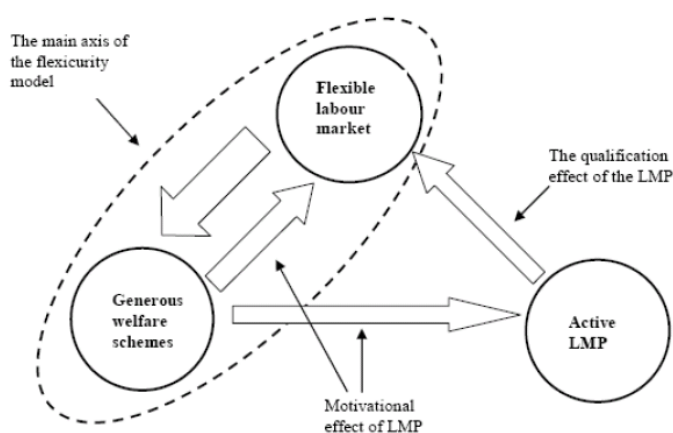 The main axis of
the flexicurity
model
Flexible
labour
market
The qualification
effect of the LMP
Generous
welfare
schemes
Active
LMP
Motivational
effect of LMP